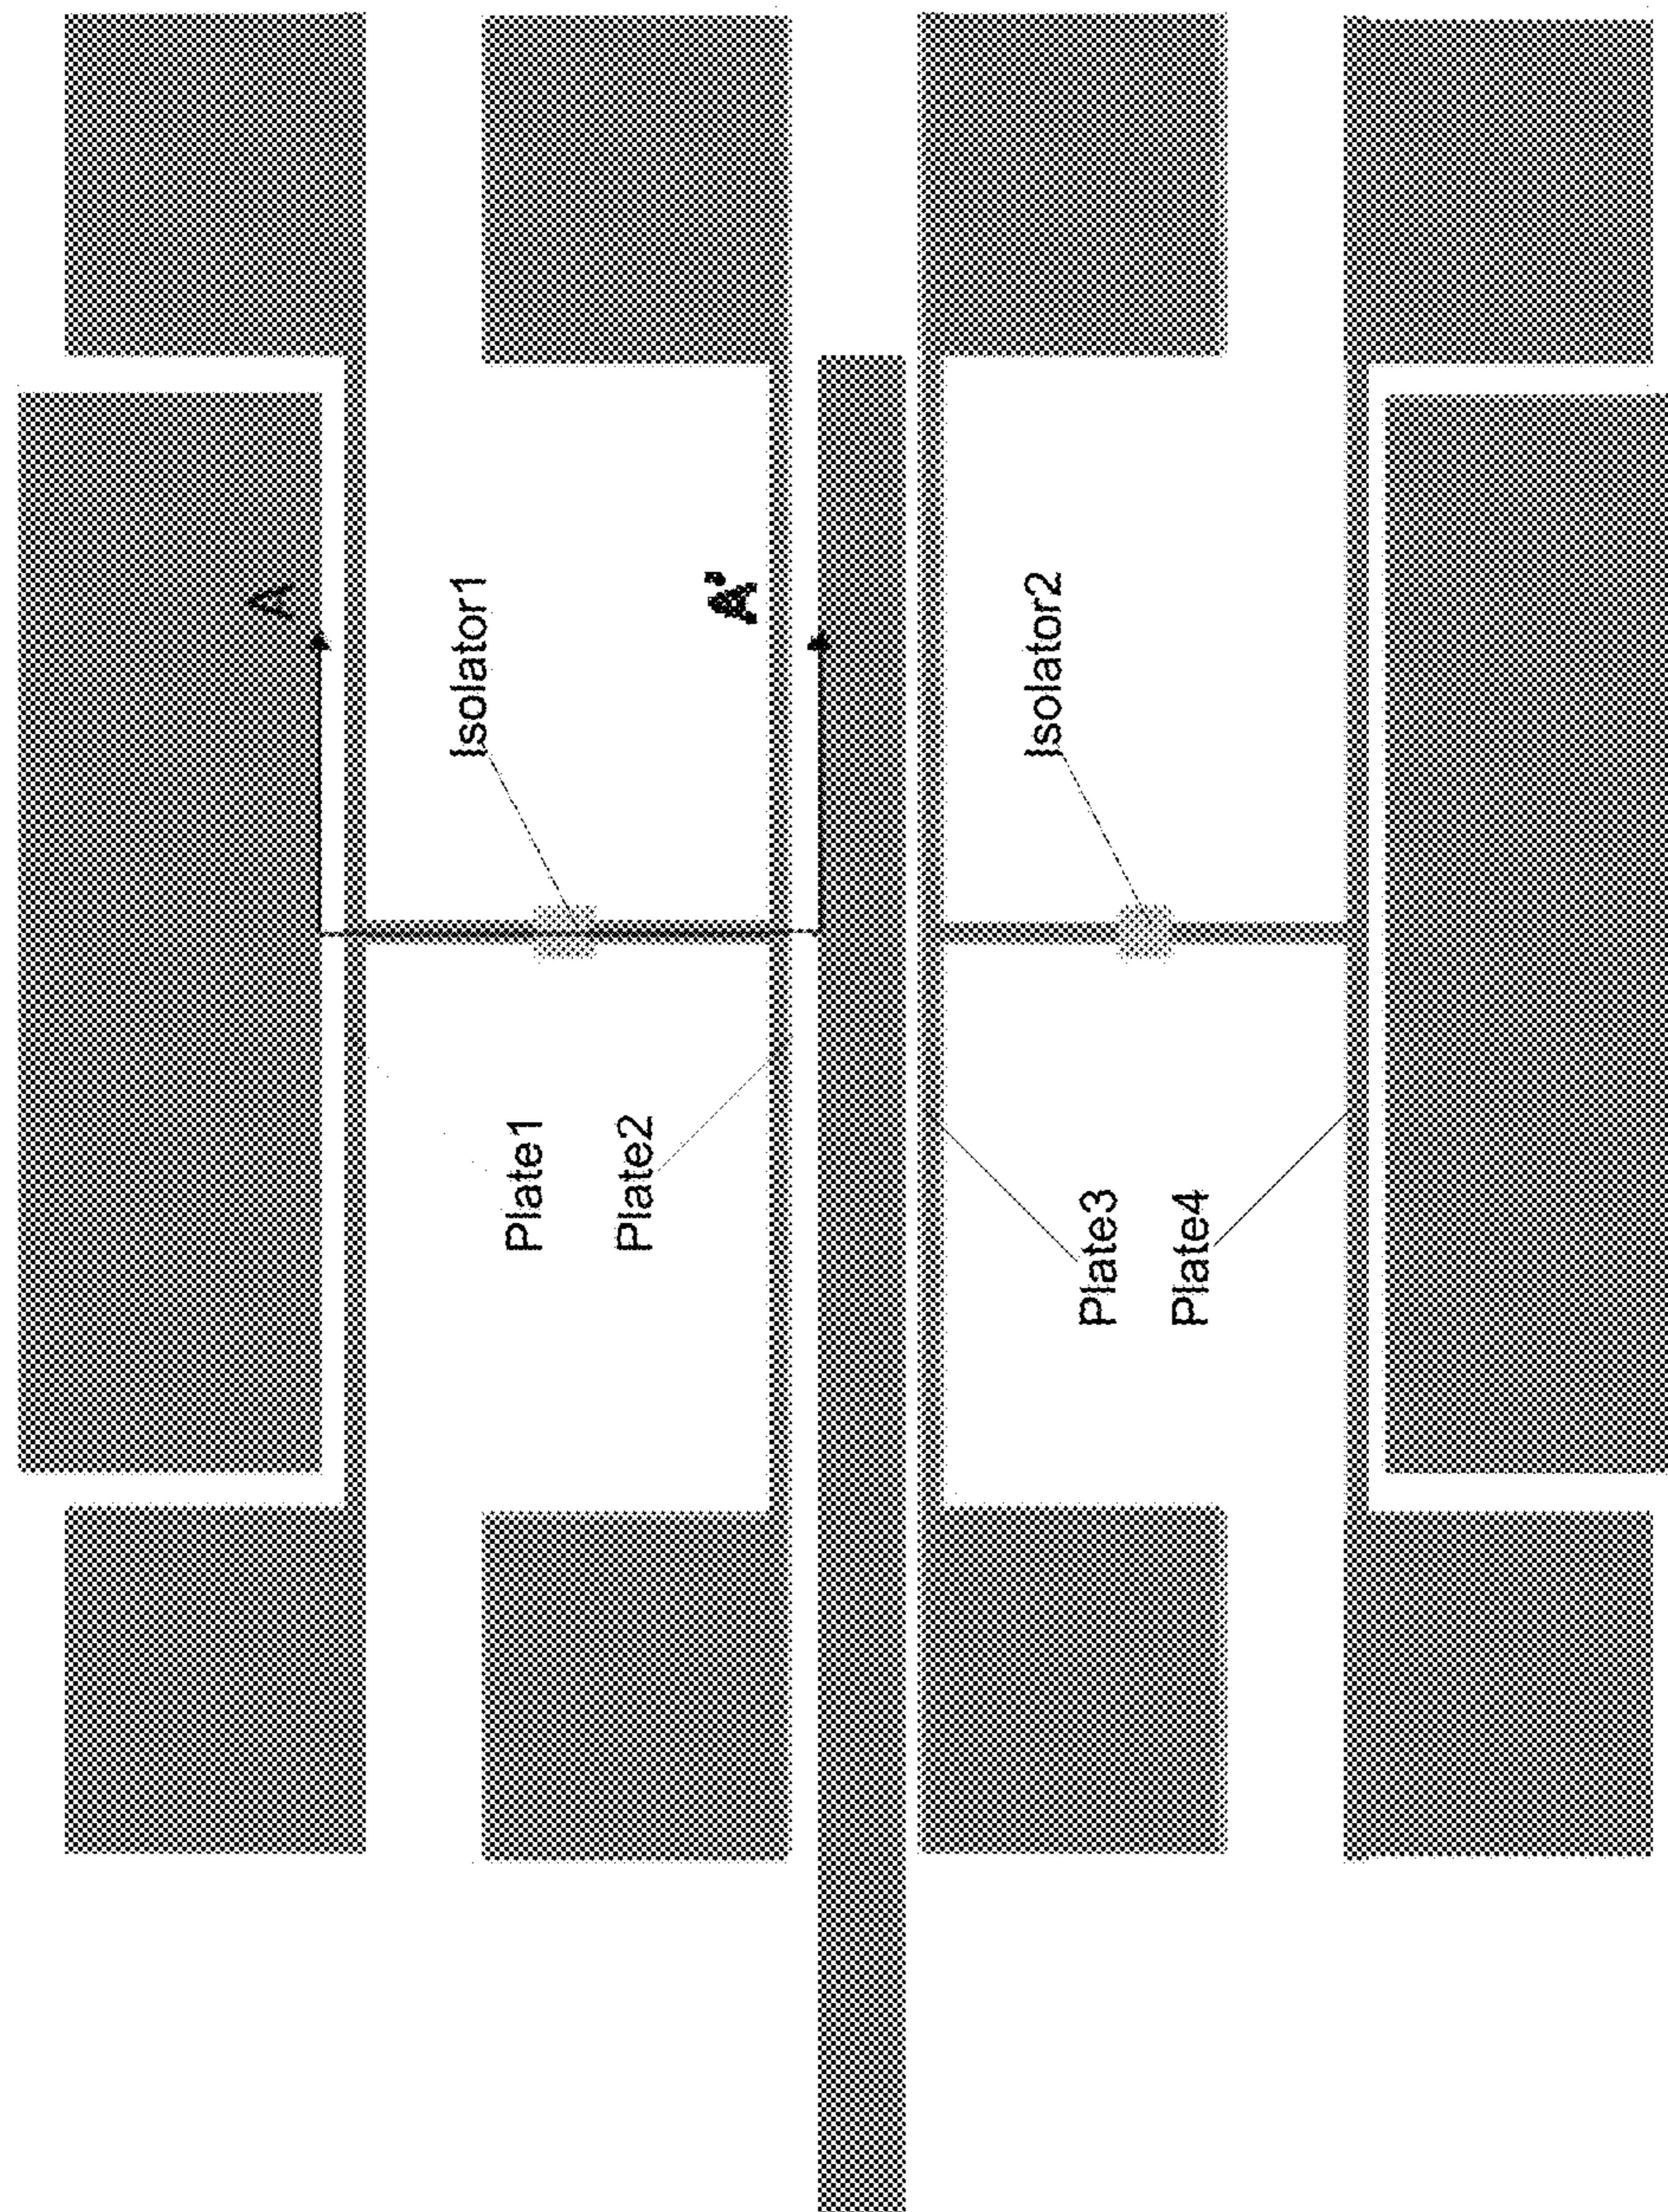 A
A'
Isolator1
Isolator2
Plate1
Plate2
Plate3
Plate4